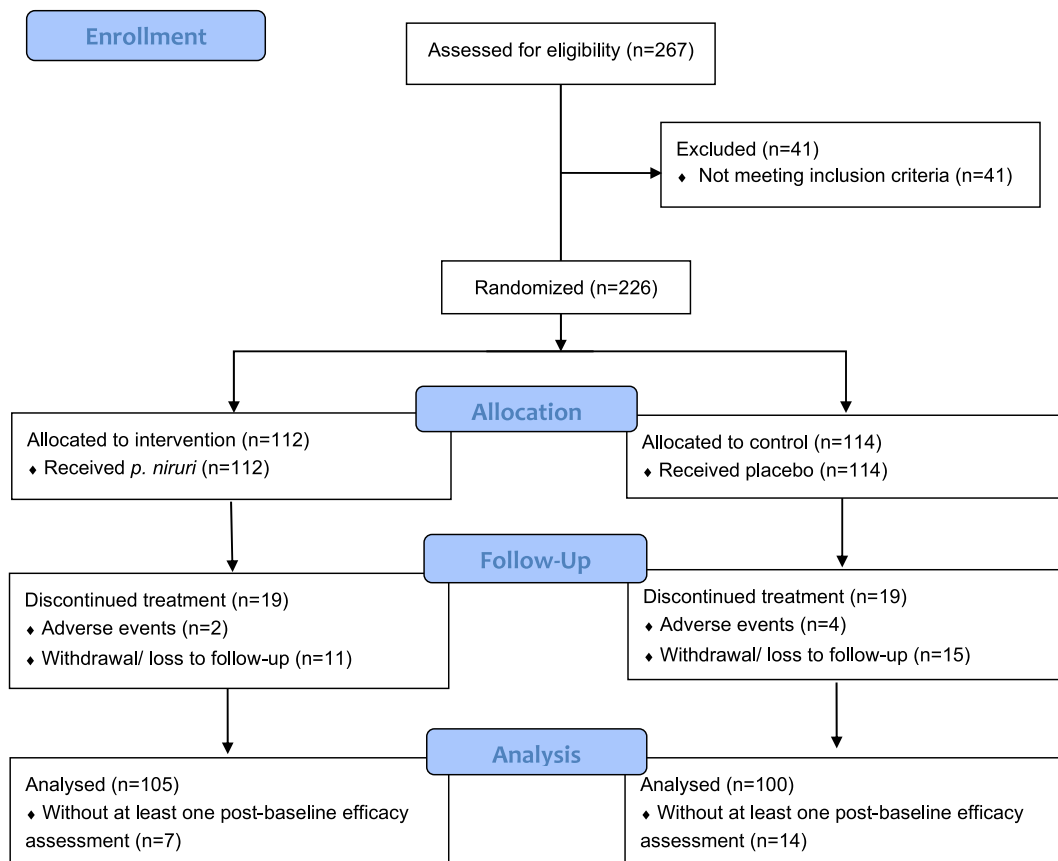 Enrollment
Assessed for eligibility (n=267)
Excluded (n=41)
♦ Not meeting inclusion criteria (n=41)
Randomized (n=226)
Allocation
Allocated to intervention (n=112)
♦ Received p. niruri (n=112)
Allocated to control (n=114)
♦ Received placebo (n=114)
Follow-Up
Discontinued treatment (n=19)
♦ Adverse events (n=2)
♦ Withdrawal/ loss to follow-up (n=11)
Discontinued treatment (n=19)
♦ Adverse events (n=4)
♦ Withdrawal/ loss to follow-up (n=15)
Analysis
Analysed (n=105)
♦ Without at least one post-baseline efficacy
assessment (n=7)
Analysed (n=100)
♦ Without at least one post-baseline efficacy
assessment (n=14)